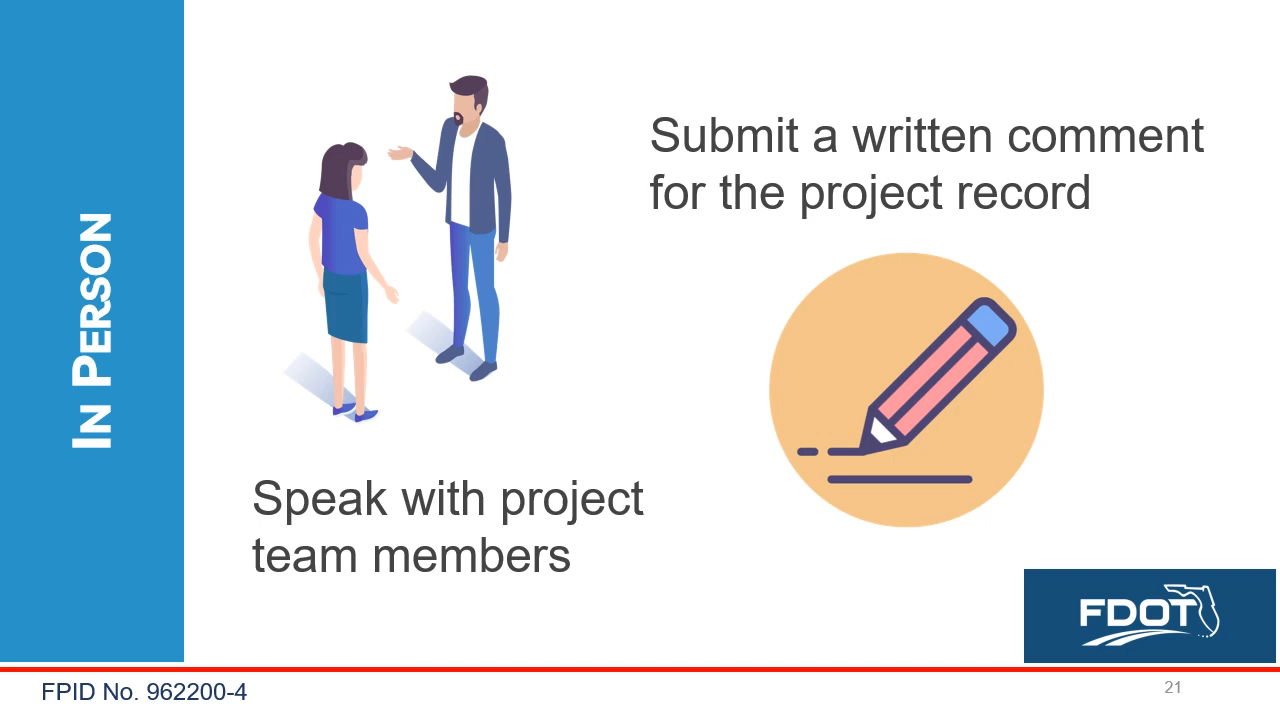 IN PERSON
Submit a written comment
for the project record
Speak with project
team members
FDOT
FPID No. 962200-4
21